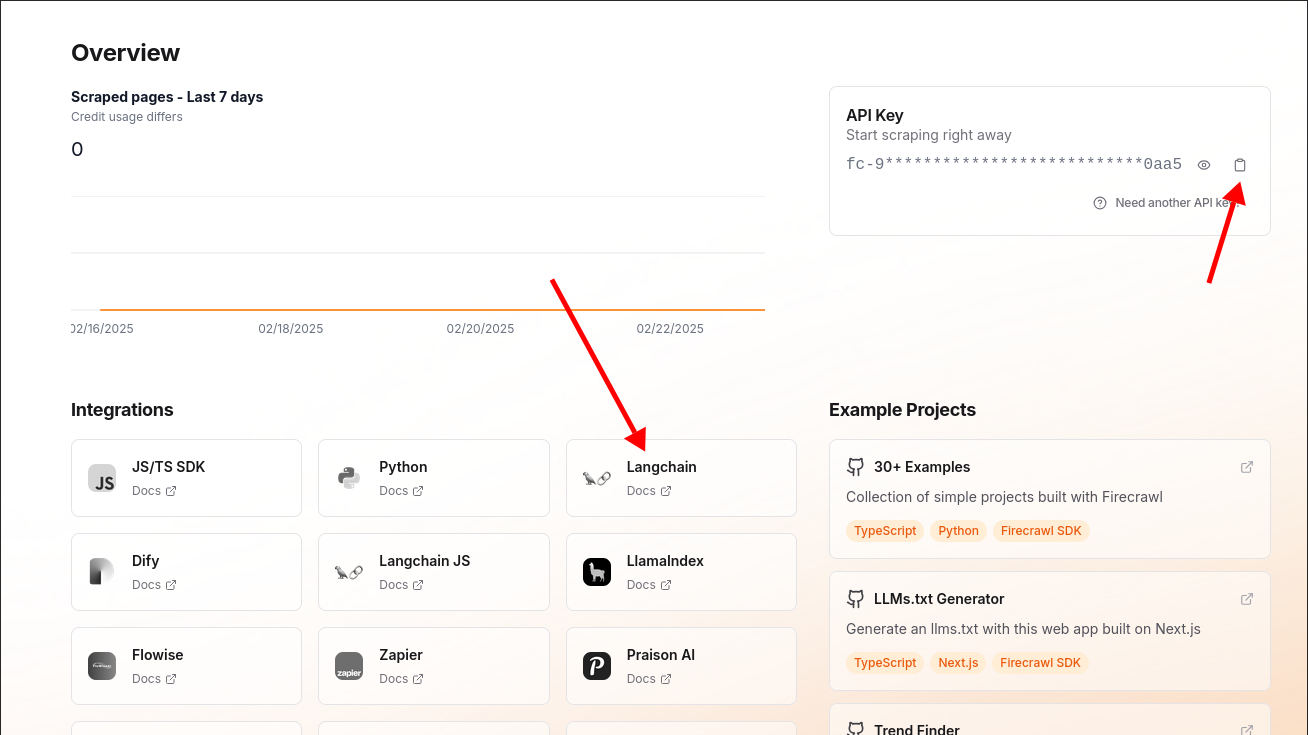 Overview
Scraped pages - Last 7 days
Credit usage differs
0
02/16/2025 02/18/2025 02/20/2025 02/22/2025
API Key
Start scraping right away
fc-9***************************0aa5
Need another API key?
Integrations
JS/TS SDK
Docs
Python
Docs
Langchain
Docs
Dify
Docs
Langchain JS
Docs
LlamaIndex
Docs
Flowise
Docs
zapier
Zapier
Docs
Praison AI
Docs
Example Projects
30+ Examples
Collection of simple projects built with Firecrawl
TypeScript Python Firecrawl SDK
LLMs.txt Generator
Generate an llms.txt with this web app built on Next.js
TypeScript Next.js Firecrawl SDK
Trend Finder